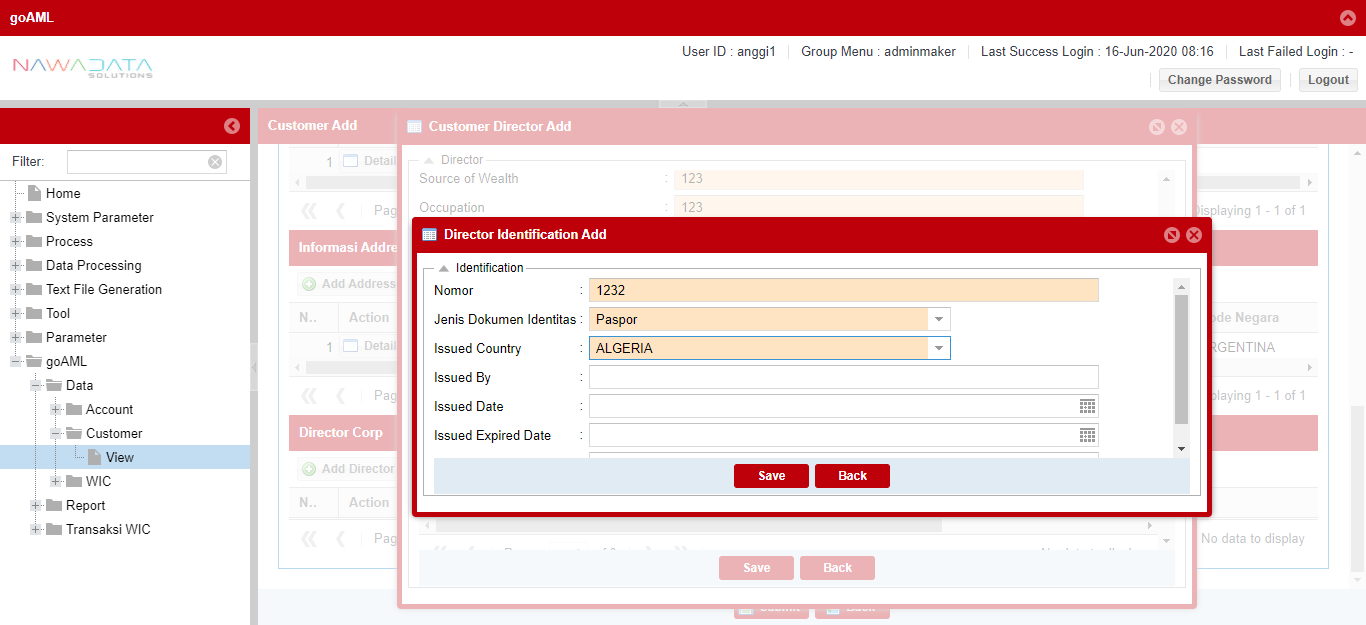 goAML
NAWADATA
SOLUTIONS
User ID : anggi1
Group Menu : adminmaker
Last Success Login : 16-Jun-2020 08:16
Last Failed Login : -
Change Password
Logout
Filter:
Home
System Parameter
Process
Data Processing
Text File Generation
Tool
Parameter
goAML
Data
Account
Customer
View
WIC
Report
Transaksi WIC
Customer Add
1 Detail
Pag
isplaying 1 - 1 of 1
Informasi Addre
Add Address
N.. Action
de Negara
1 Detail
RGENTINA
Pag
playing 1 - 1 of 1
Director Corp
Add Director
N.. Action
Pag
No data to display
Submit
Back
Customer Director Add
Director
Source of Wealth : 123
Occupation : 123
Save
Back
Director Identification Add
Identification
Nomor : 1232
Jenis Dokumen Identitas : Paspor
Issued Country : ALGERIA
Issued By :
Issued Date :
Issued Expired Date :
Save
Back